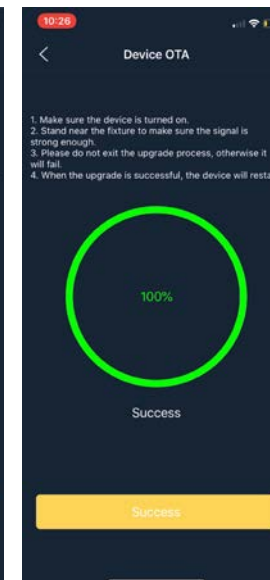 10:26
Device OTA
1. Make sure the device is turned on.
2. Stand near the fixture to make sure the signal is
strong enough.
3. Please do not exit the upgrade process, otherwise it
will fail.
4. When the upgrade is successful, the device will resta
100%
Success
Success